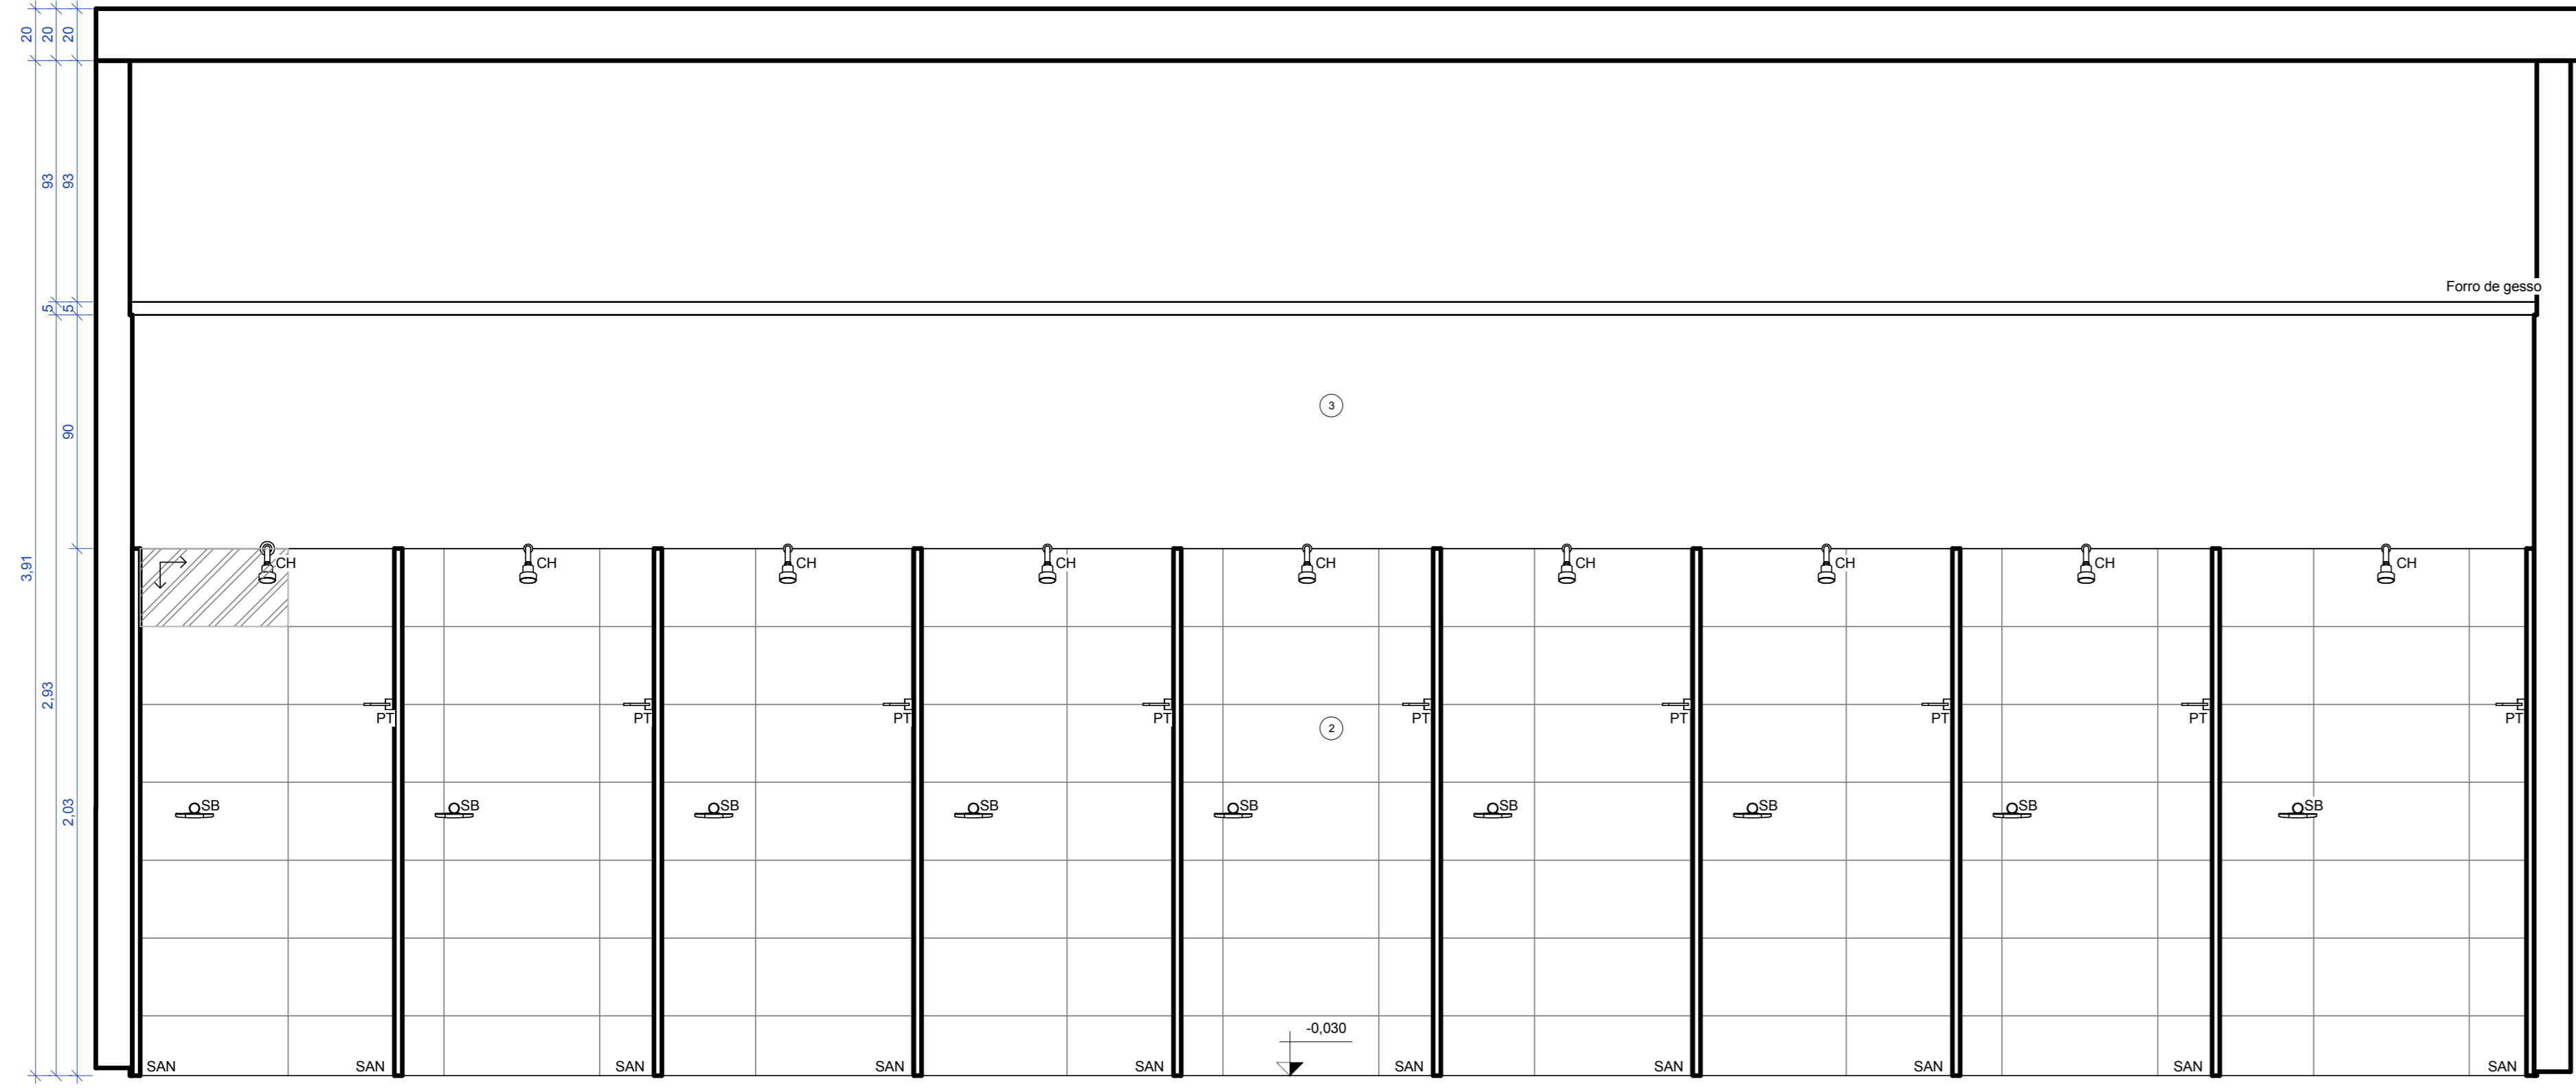 20 20 20
93 93
Forro de gesso
5 5
3
90
3,91
CH CH CH CH CH CH CH CH CH
2,93
PT PT PT PT PT PT PT PT PT
2
2,03
SB SB SB SB SB SB SB SB SB
-0,030
SAN SAN SAN SAN SAN SAN SAN SAN SAN SAN